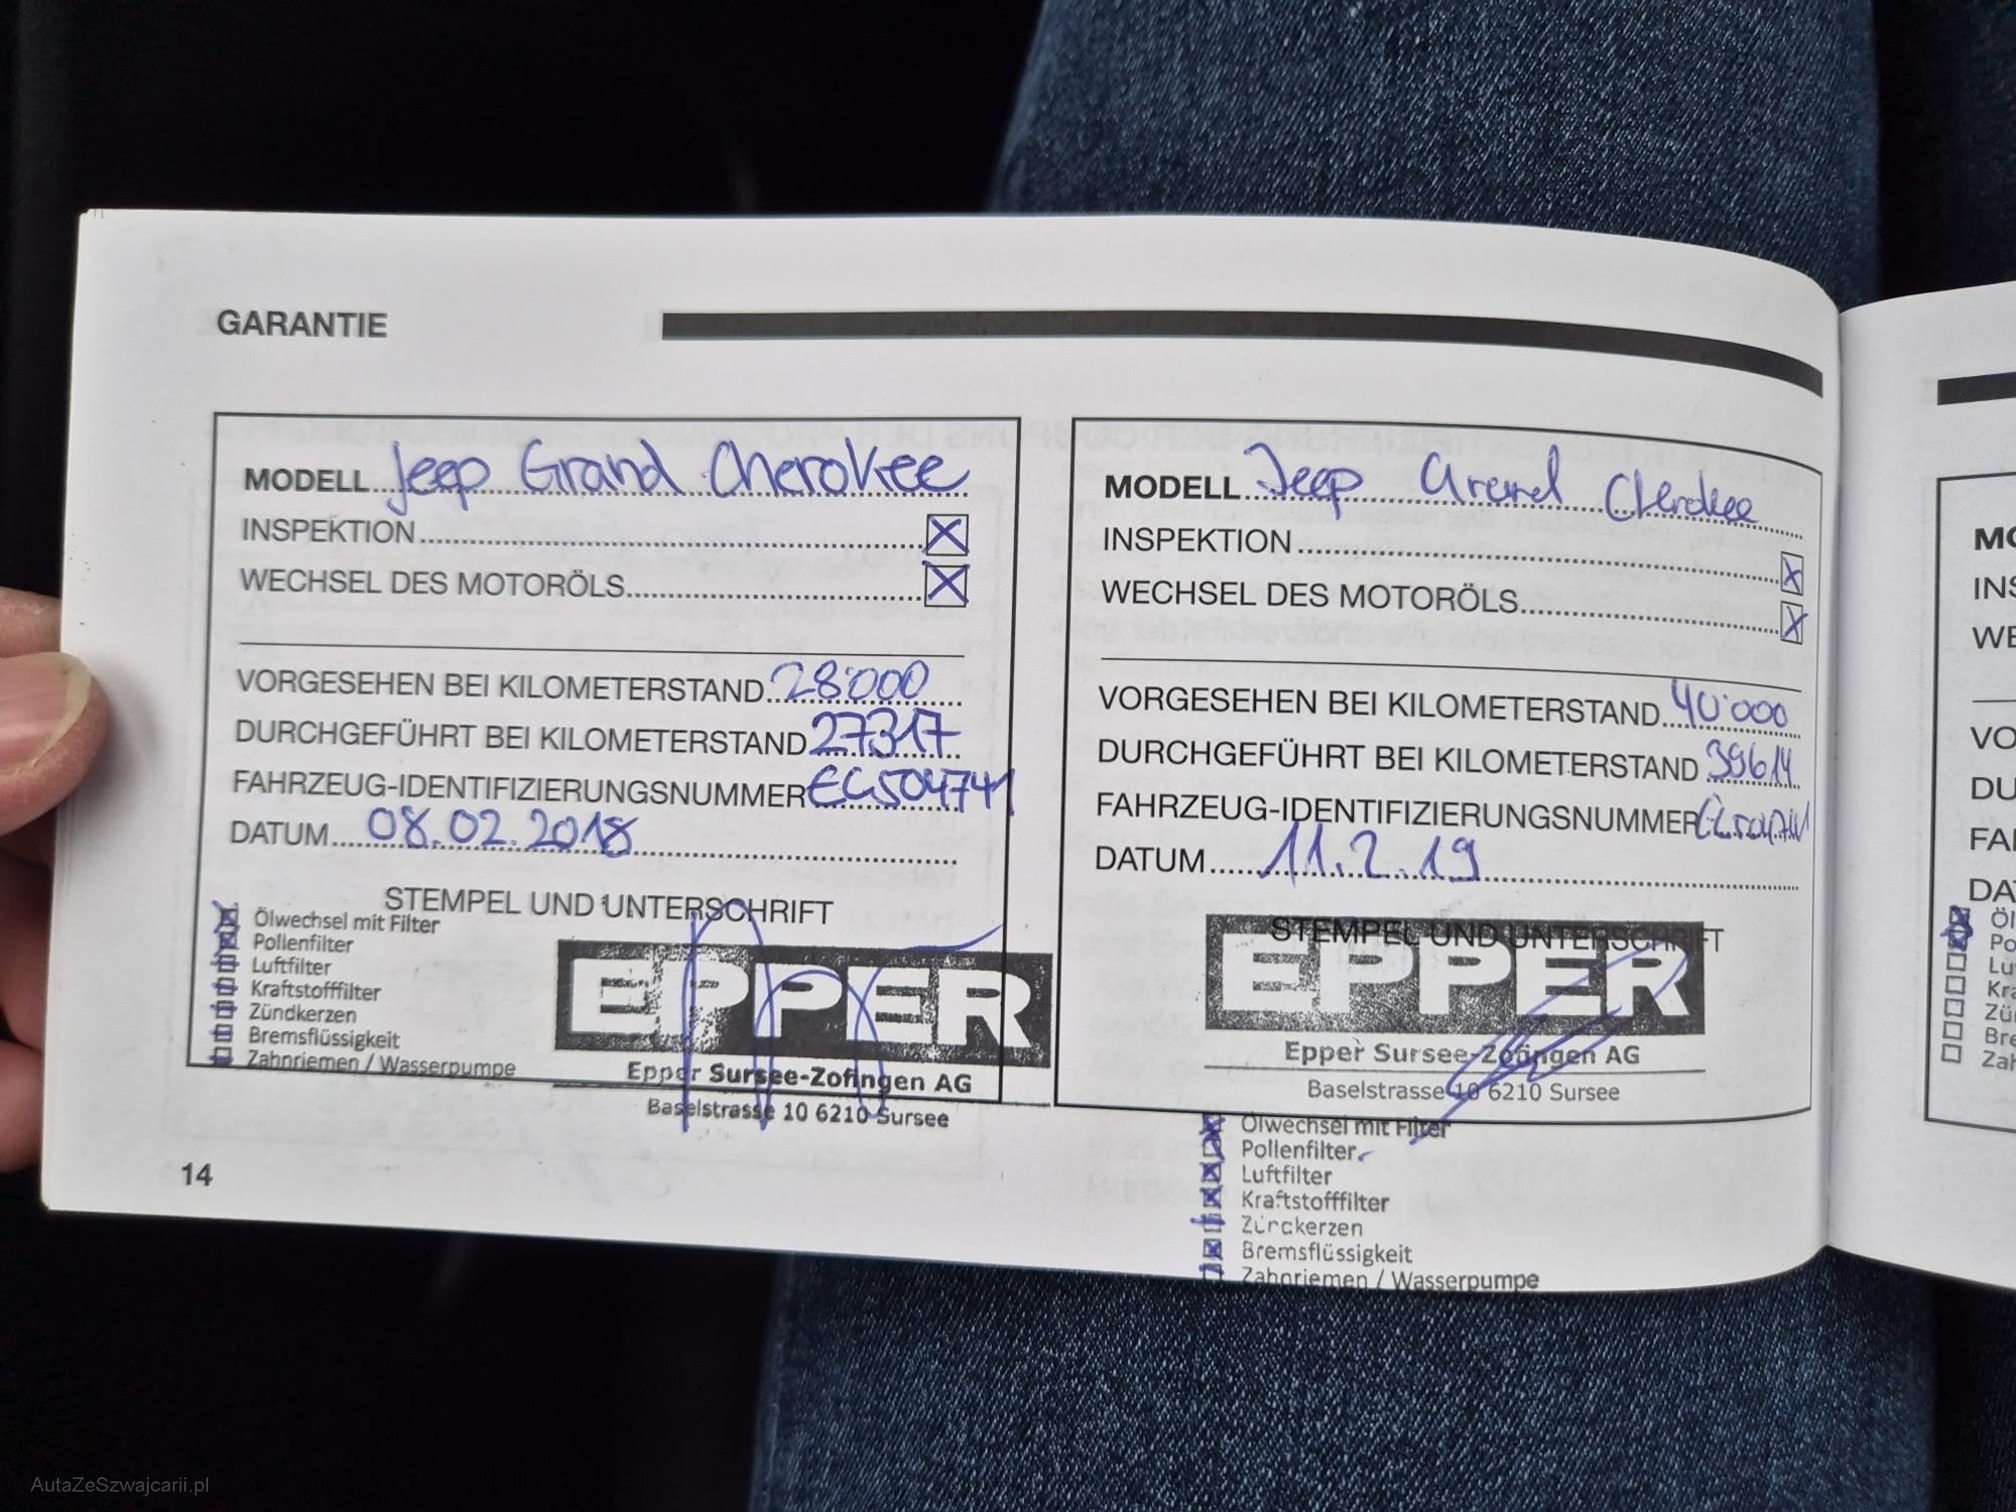 GARANTIE
MODELL Jeep Grand Cherokee
INSPEKTION
WECHSEL DES MOTORÖLS
VORGESEHEN BEI KILOMETERSTAND 28'000
DURCHGEFÜHRT BEI KILOMETERSTAND 27317
FAHRZEUG-IDENTIFIZIERUNGSNUMMER EC504741
DATUM 08.02.2018
STEMPEL UND UNTERSCHRIFT
Ölwechsel mit Filter
Pollenfilter
Luftfilter
Kraftstofffilter
Zündkerzen
Bremsflüssigkeit
Zahnriemen / Wasserpumpe
EPPER
Epper Sursee-Zofingen AG
Baselstrasse 10 6210 Sursee
14
MODELL Jeep Grand Cherokee
INSPEKTION
WECHSEL DES MOTORÖLS
VORGESEHEN BEI KILOMETERSTAND 40'000
DURCHGEFÜHRT BEI KILOMETERSTAND 39614
FAHRZEUG-IDENTIFIZIERUNGSNUMMER
DATUM 11.2.19
STEMPEL UND UNTERSCHRIFT
EPPER
Epper Sursee-Zofingen AG
Baselstrasse 10 6210 Sursee
Ölwechsel mit Filter
Pollenfilter
Luftfilter
Kraftstofffilter
Zündkerzen
Bremsflüssigkeit
Zahnriemen / Wasserpumpe
AutaZeSzwajcarii.pl